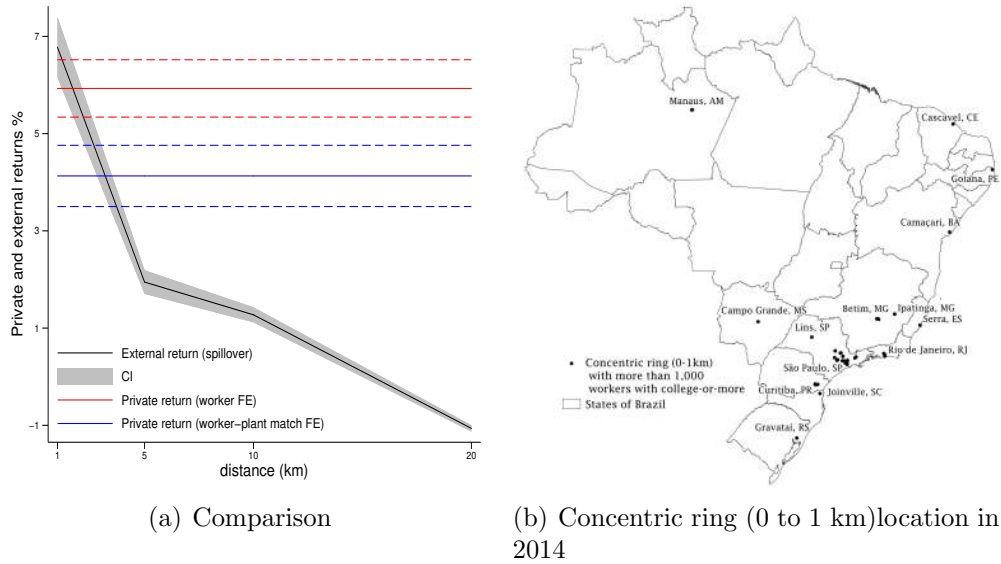 Private and external returns %
7
5
3
1
−1
External return (spillover)
CI
Private return (worker FE)
Private return (worker−plant match FE)
1
5
10
20
distance (km)
(a) Comparison
Manaus, AM
Cascavel, CE
Goiana, PE
Camaçari, BA
Campo Grande, MS
Betim, MG
Ipatinga, MG
Serra, ES
Lins, SP
Rio de Janeiro, RJ
São Paulo, SP
Curitiba, PR
Joinville, SC
Gravataí, RS
Concentric ring (0-1km)
with more than 1,000
workers with college-or-more
States of Brazil
(b) Concentric ring (0 to 1 km)location in
2014